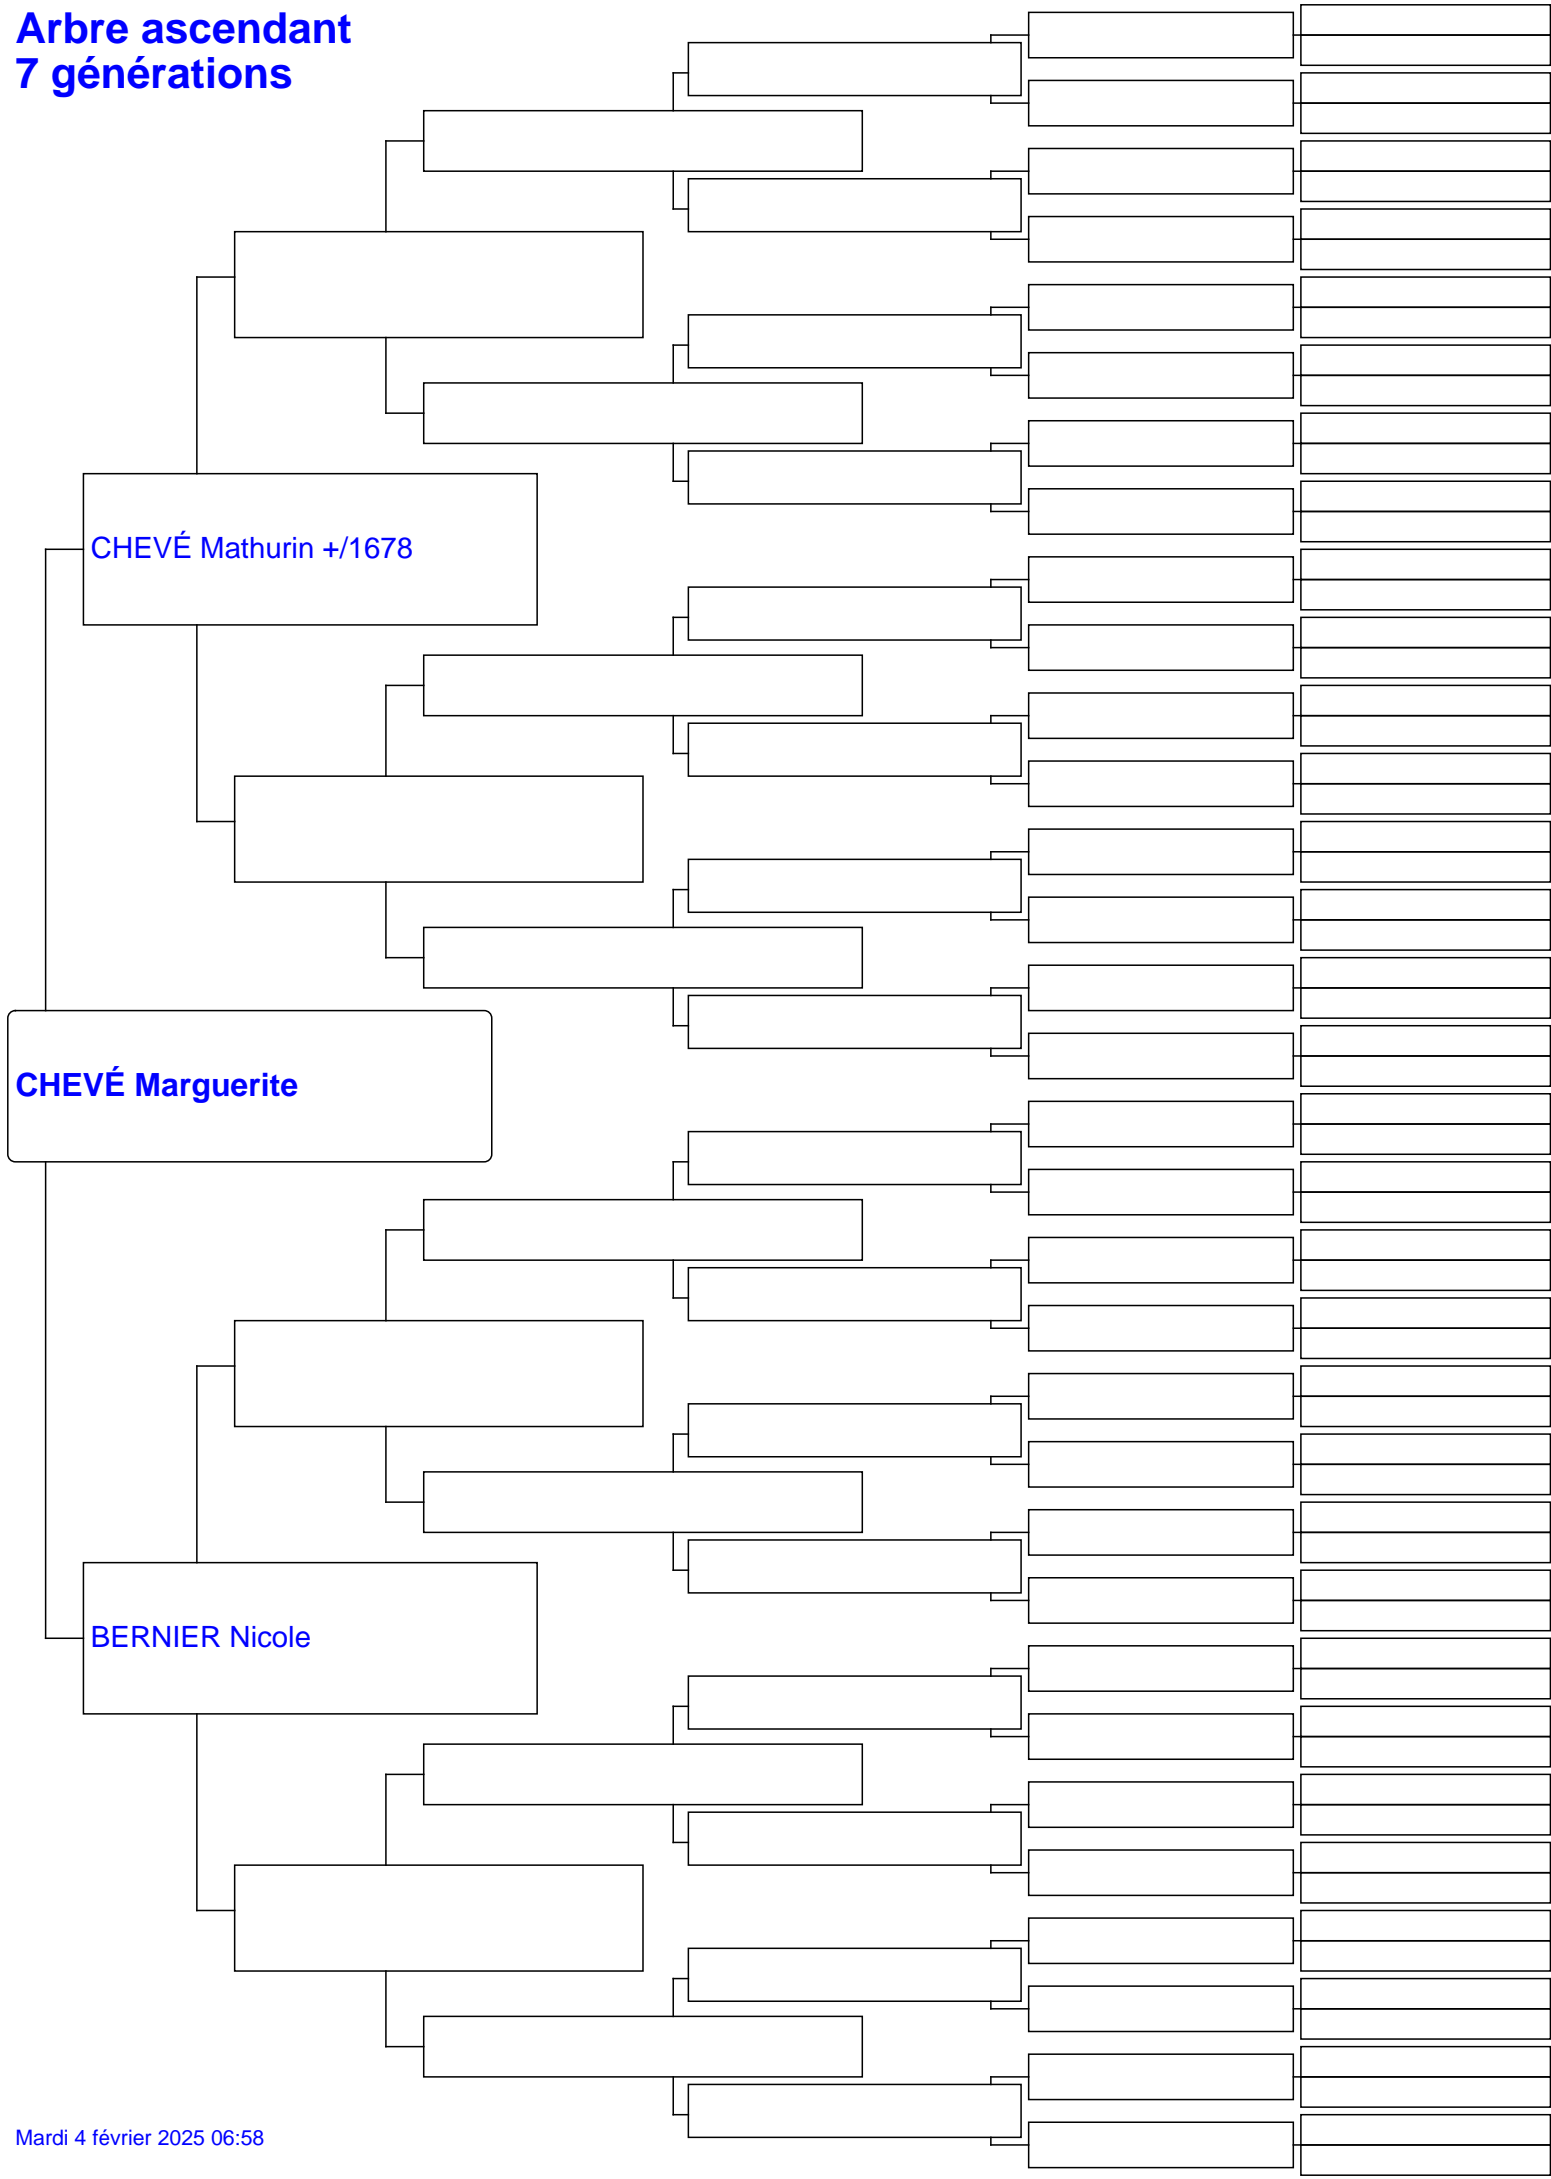 Arbre ascendant
7 générations
CHEVÉ Mathurin +/1678
CHEVÉ Marguerite
BERNIER Nicole
Mardi 4 février 2025 06:58